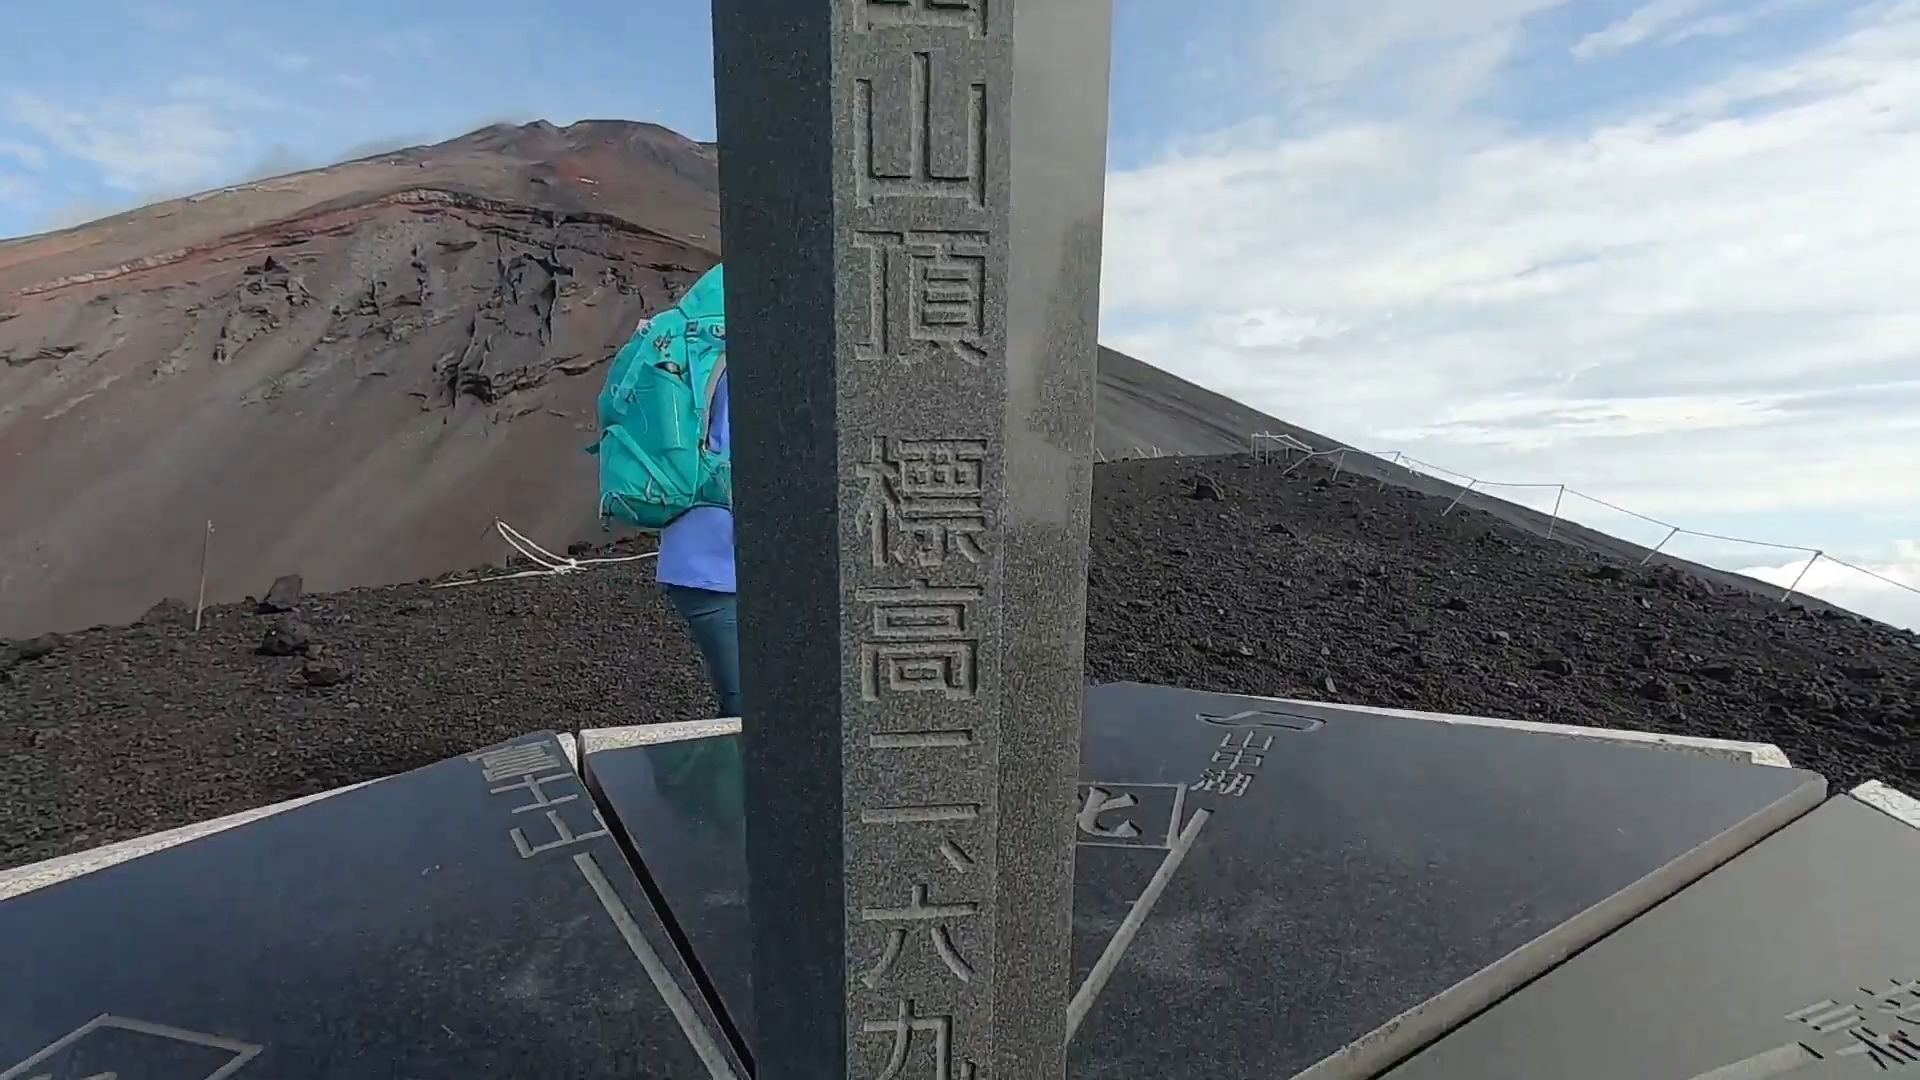 山頂 標高二、六九
富士山
山中湖